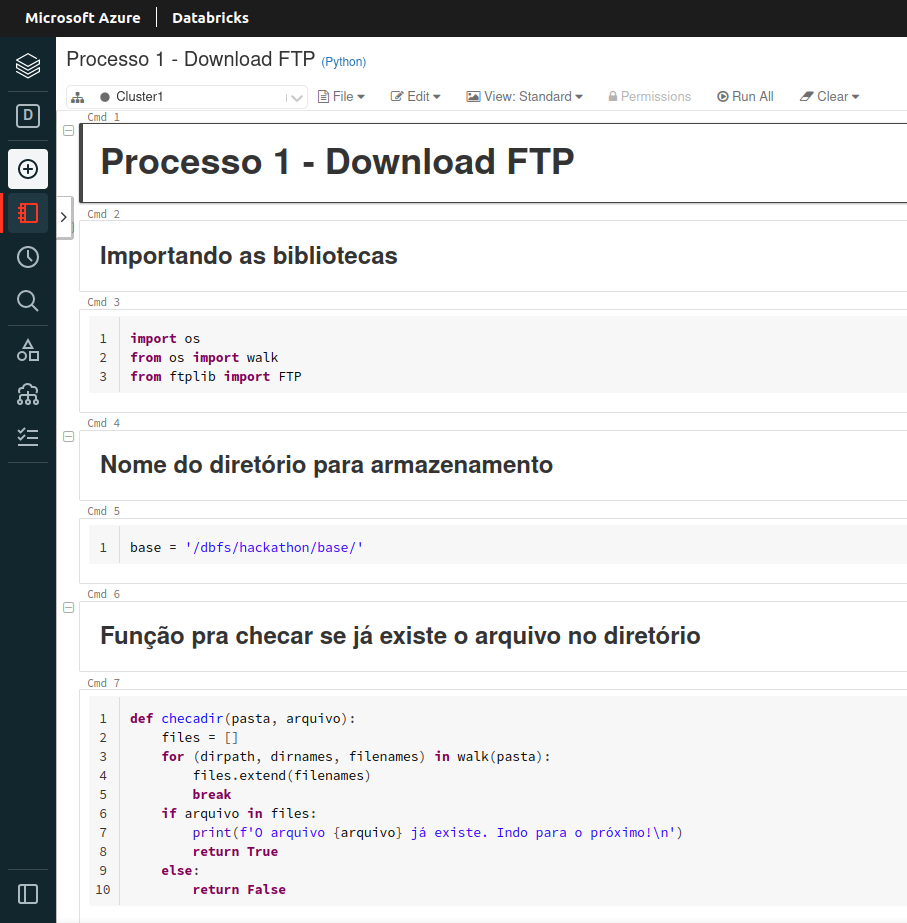 Microsoft Azure Databricks
Processo 1 - Download FTP (Python)
Cluster1 File Edit View: Standard Permissions Run All Clear
Cmd 1
Processo 1 - Download FTP
Cmd 2
Importando as bibliotecas
Cmd 3
1 import os
2 from os import walk
3 from ftplib import FTP
Cmd 4
Nome do diretório para armazenamento
Cmd 5
1 base = '/dbfs/hackathon/base/'
Cmd 6
Função pra checar se já existe o arquivo no diretório
Cmd 7
1 def checadir(pasta, arquivo):
2     files = []
3     for (dirpath, dirnames, filenames) in walk(pasta):
4         files.extend(filenames)
5         break
6     if arquivo in files:
7         print(f'O arquivo {arquivo} já existe. Indo para o próximo!\n')
8         return True
9     else:
10         return False
D